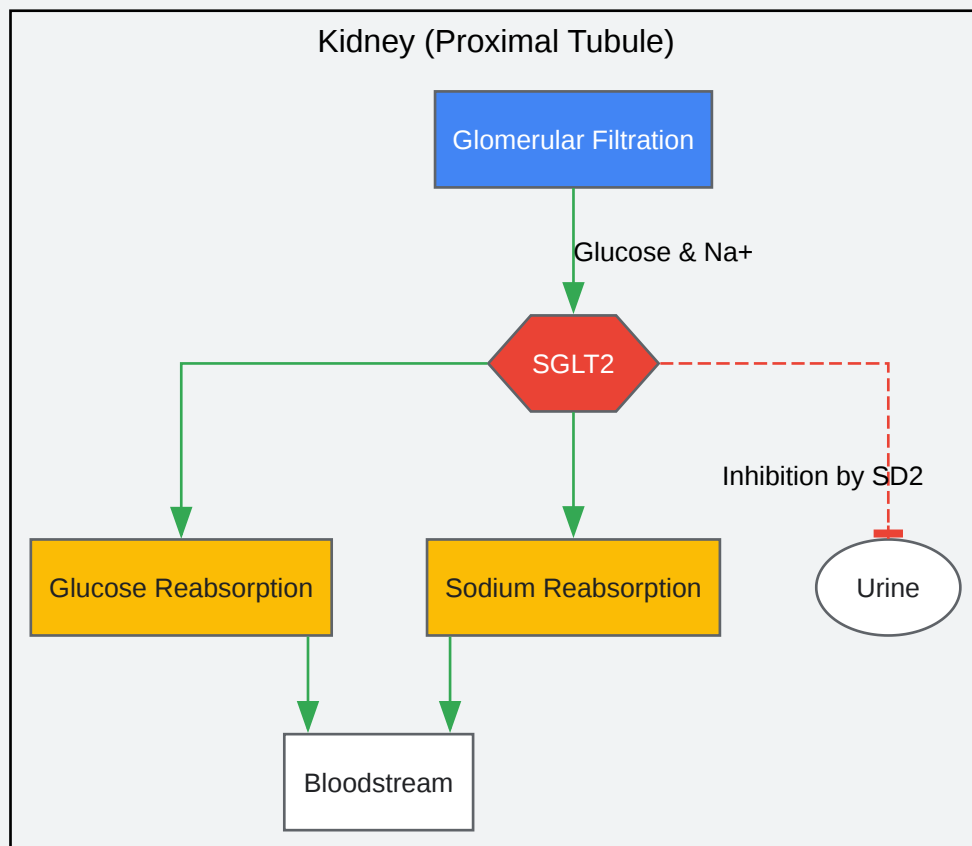 Kidney (Proximal Tubule)
Glomerular Filtration
Glucose & Na+
SGLT2
Inhibition by SD2
Glucose Reabsorption
Sodium Reabsorption
Urine
Bloodstream